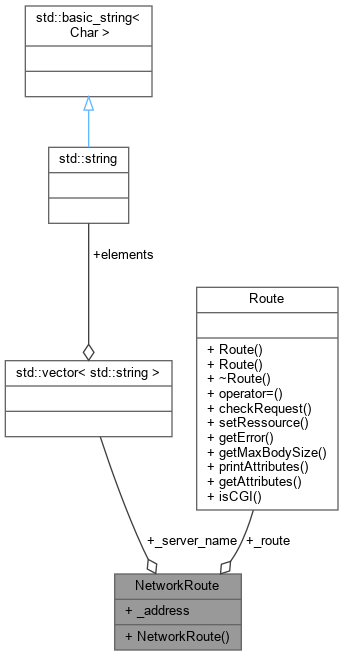 std::basic_string<
Char >
std::string
+elements
Route
+ Route()
+ Route()
+ ~Route()
+ operator=()
+ checkRequest()
+ setRessource()
+ getError()
+ getMaxBodySize()
+ printAttributes()
+ getAttributes()
+ isCGI()
std::vector< std::string >
+_server_name
+_route
NetworkRoute
+ _address
+ NetworkRoute()